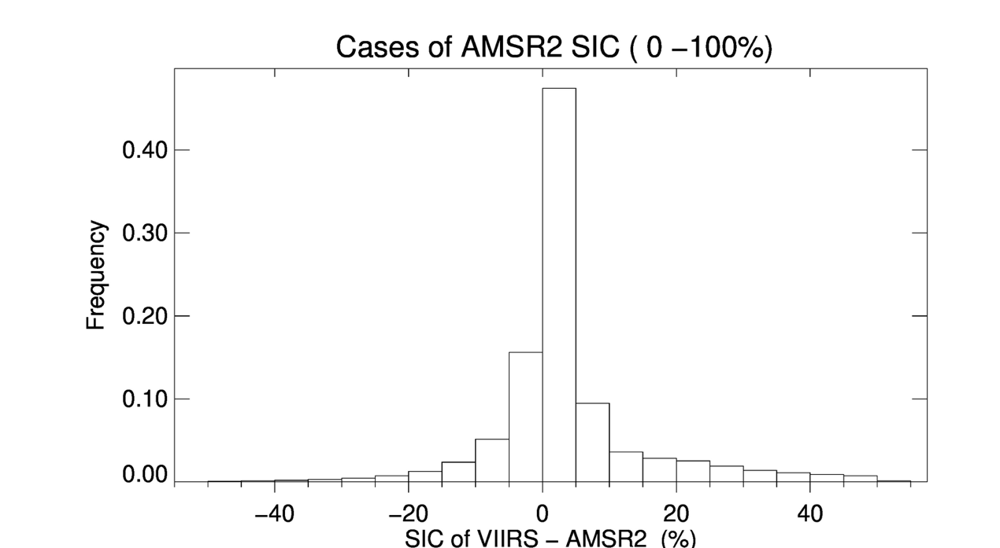 Cases of AMSR2 SIC ( 0 −100%)
0.40
0.30
0.20
0.10
0.00
Frequency
−40 −20 0 20 40
SIC of VIIRS − AMSR2 (%)